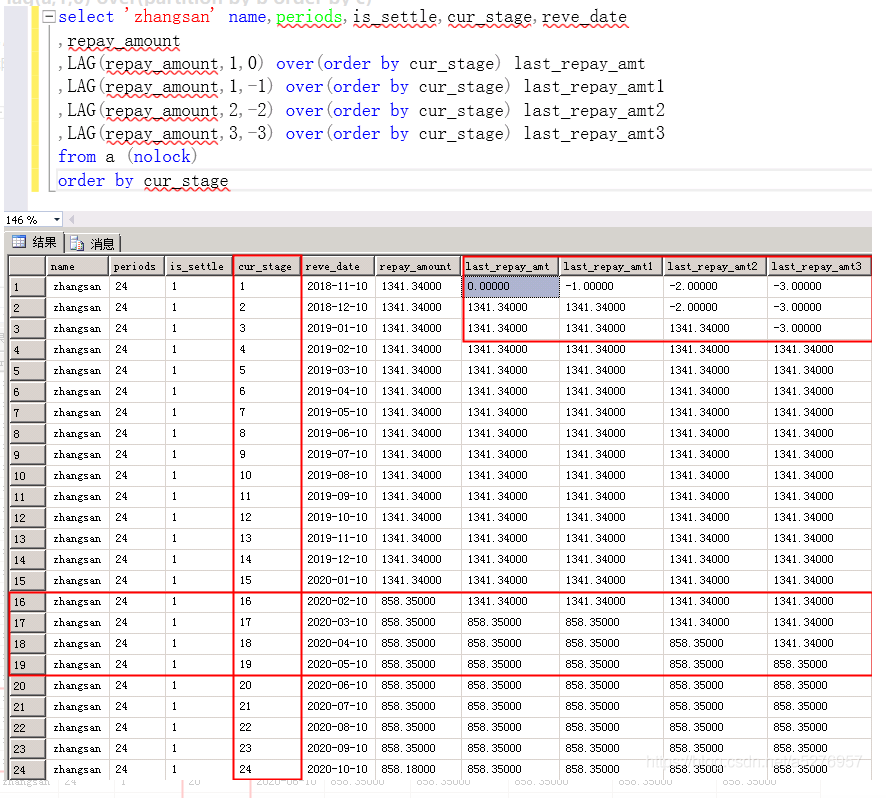 lag(a,1,0) over(partition by b order by c)
select 'zhangsan' name,periods,is_settle,cur_stage,reve_date
,repay_amount
,LAG(repay_amount,1,0) over(order by cur_stage) last_repay_amt
,LAG(repay_amount,1,-1) over(order by cur_stage) last_repay_amt1
,LAG(repay_amount,2,-2) over(order by cur_stage) last_repay_amt2
,LAG(repay_amount,3,-3) over(order by cur_stage) last_repay_amt3
from a (nolock)
order by cur_stage
146 %
结果 消息
name periods is_settle cur_stage reve_date repay_amount last_repay_amt last_repay_amt1 last_repay_amt2 last_repay_amt3
1 zhangsan 24 1 1 2018-11-10 1341.34000 0.00000 -1.00000 -2.00000 -3.00000
2 zhangsan 24 1 2 2018-12-10 1341.34000 1341.34000 1341.34000 -2.00000 -3.00000
3 zhangsan 24 1 3 2019-01-10 1341.34000 1341.34000 1341.34000 1341.34000 -3.00000
4 zhangsan 24 1 4 2019-02-10 1341.34000 1341.34000 1341.34000 1341.34000 1341.34000
5 zhangsan 24 1 5 2019-03-10 1341.34000 1341.34000 1341.34000 1341.34000 1341.34000
6 zhangsan 24 1 6 2019-04-10 1341.34000 1341.34000 1341.34000 1341.34000 1341.34000
7 zhangsan 24 1 7 2019-05-10 1341.34000 1341.34000 1341.34000 1341.34000 1341.34000
8 zhangsan 24 1 8 2019-06-10 1341.34000 1341.34000 1341.34000 1341.34000 1341.34000
9 zhangsan 24 1 9 2019-07-10 1341.34000 1341.34000 1341.34000 1341.34000 1341.34000
10 zhangsan 24 1 10 2019-08-10 1341.34000 1341.34000 1341.34000 1341.34000 1341.34000
11 zhangsan 24 1 11 2019-09-10 1341.34000 1341.34000 1341.34000 1341.34000 1341.34000
12 zhangsan 24 1 12 2019-10-10 1341.34000 1341.34000 1341.34000 1341.34000 1341.34000
13 zhangsan 24 1 13 2019-11-10 1341.34000 1341.34000 1341.34000 1341.34000 1341.34000
14 zhangsan 24 1 14 2019-12-10 1341.34000 1341.34000 1341.34000 1341.34000 1341.34000
15 zhangsan 24 1 15 2020-01-10 1341.34000 1341.34000 1341.34000 1341.34000 1341.34000
16 zhangsan 24 1 16 2020-02-10 858.35000 1341.34000 1341.34000 1341.34000 1341.34000
17 zhangsan 24 1 17 2020-03-10 858.35000 858.35000 858.35000 1341.34000 1341.34000
18 zhangsan 24 1 18 2020-04-10 858.35000 858.35000 858.35000 858.35000 1341.34000
19 zhangsan 24 1 19 2020-05-10 858.35000 858.35000 858.35000 858.35000 858.35000
20 zhangsan 24 1 20 2020-06-10 858.35000 858.35000 858.35000 858.35000 858.35000
21 zhangsan 24 1 21 2020-07-10 858.35000 858.35000 858.35000 858.35000 858.35000
22 zhangsan 24 1 22 2020-08-10 858.35000 858.35000 858.35000 858.35000 858.35000
23 zhangsan 24 1 23 2020-09-10 858.35000 858.35000 858.35000 858.35000 858.35000
24 zhangsan 24 1 24 2020-10-10 858.18000 858.35000 858.35000 858.35000 858.35000
zhangsan 24 1 20 2020-06-10 858.35000 858.35000 858.35000 858.35000